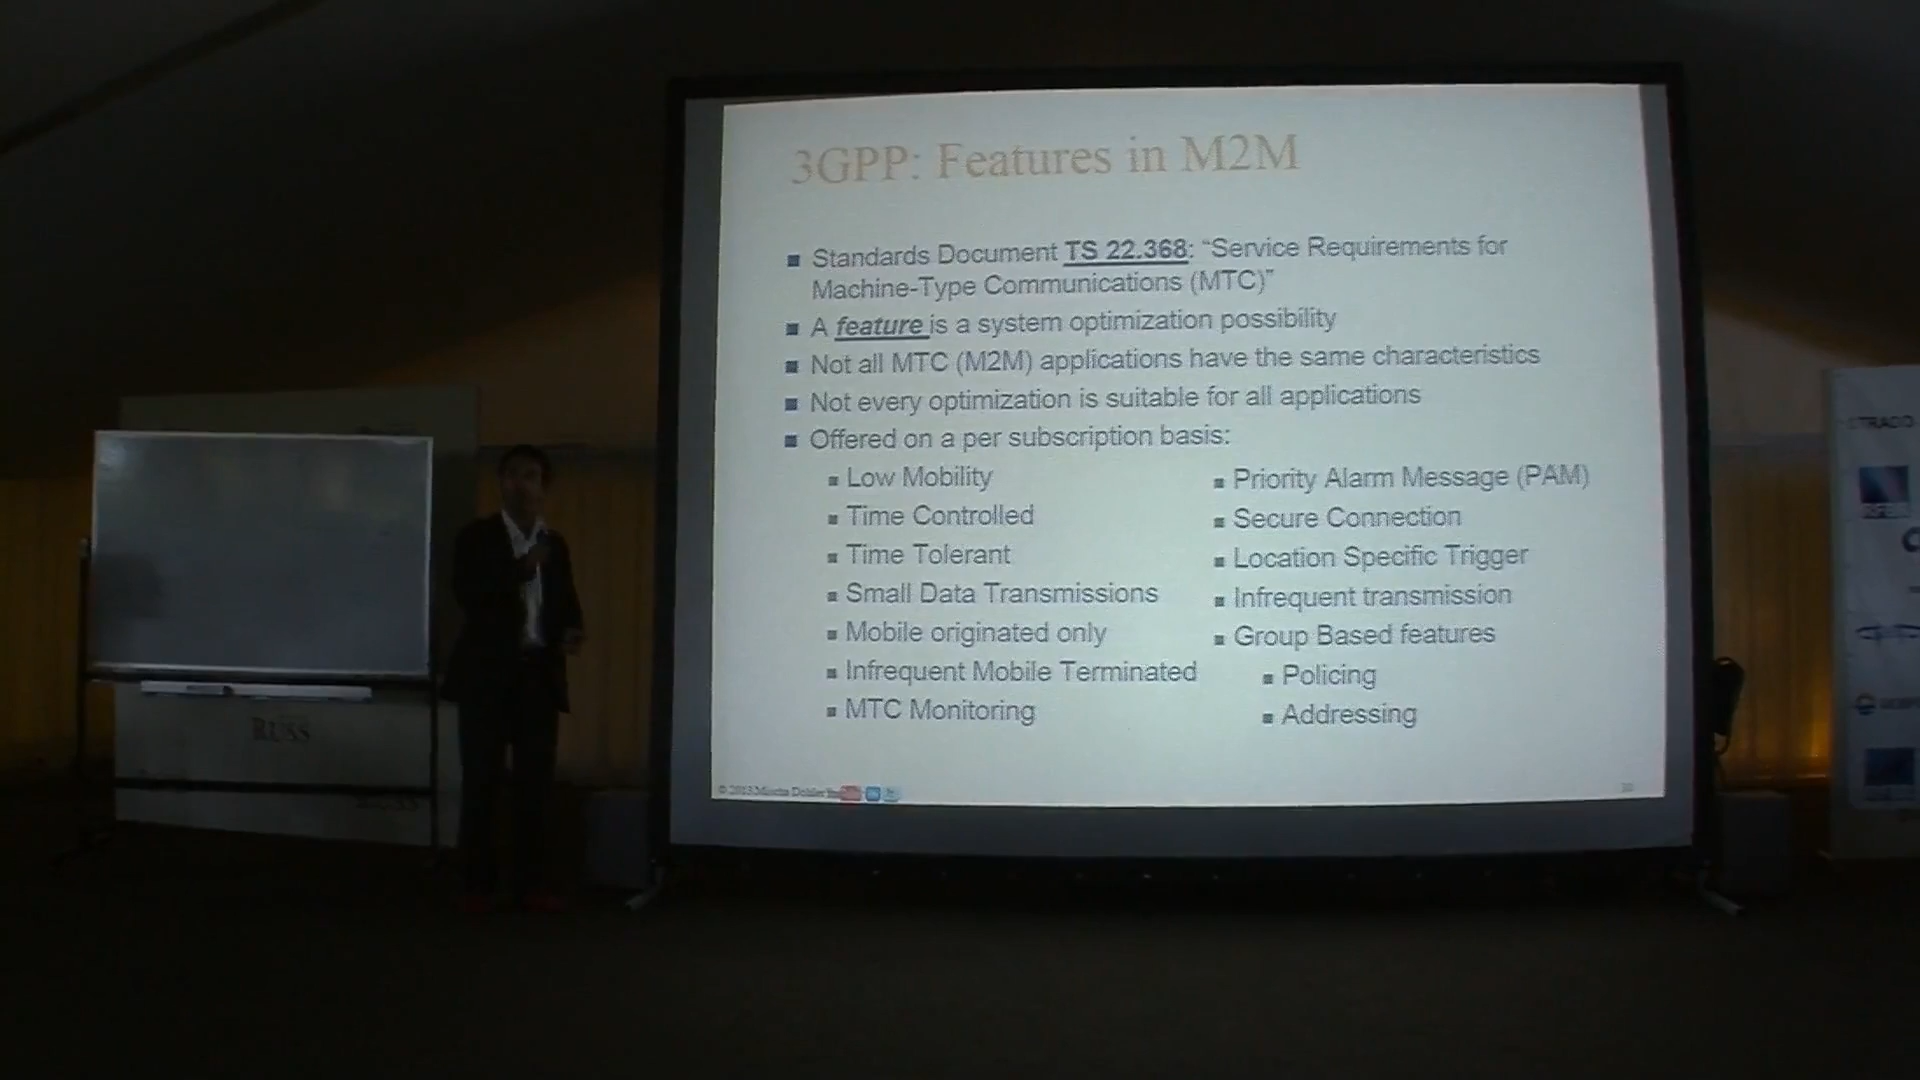 3GPP: Features in M2M
Standards Document TS 22.368: “Service Requirements for
Machine-Type Communications (MTC)”
A feature is a system optimization possibility
Not all MTC (M2M) applications have the same characteristics
Not every optimization is suitable for all applications
Offered on a per subscription basis:
Low Mobility
Time Controlled
Time Tolerant
Small Data Transmissions
Mobile originated only
Infrequent Mobile Terminated
MTC Monitoring
Priority Alarm Message (PAM)
Secure Connection
Location Specific Trigger
Infrequent transmission
Group Based features
Policing
Addressing
© 2013 Mischa Dohler
RUSS